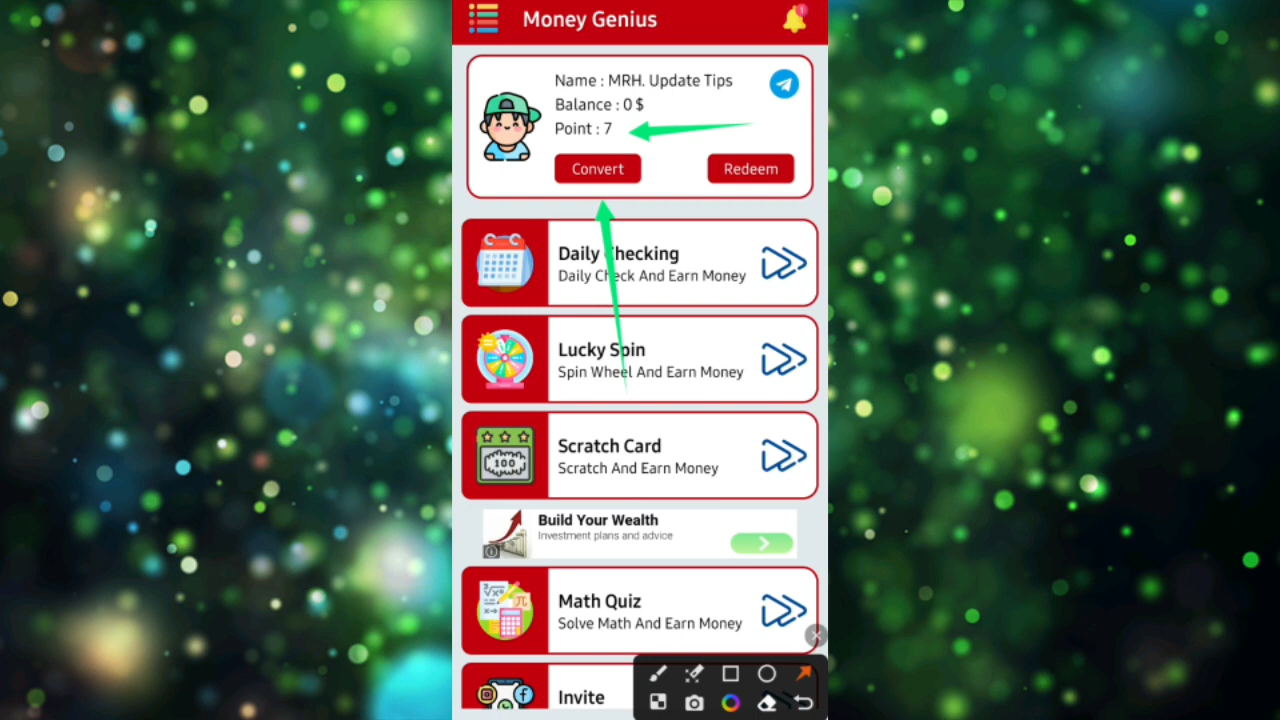 Money Genius
1
Name : MRH. Update Tips
Balance : 0 $
Point : 7
Convert
Redeem
Daily Checking
Daily Check And Earn Money
Lucky Spin
Spin Wheel And Earn Money
Scratch Card
100
Scratch And Earn Money
Build Your Wealth
Investment plans and advice
Math Quiz
Solve Math And Earn Money
Invite